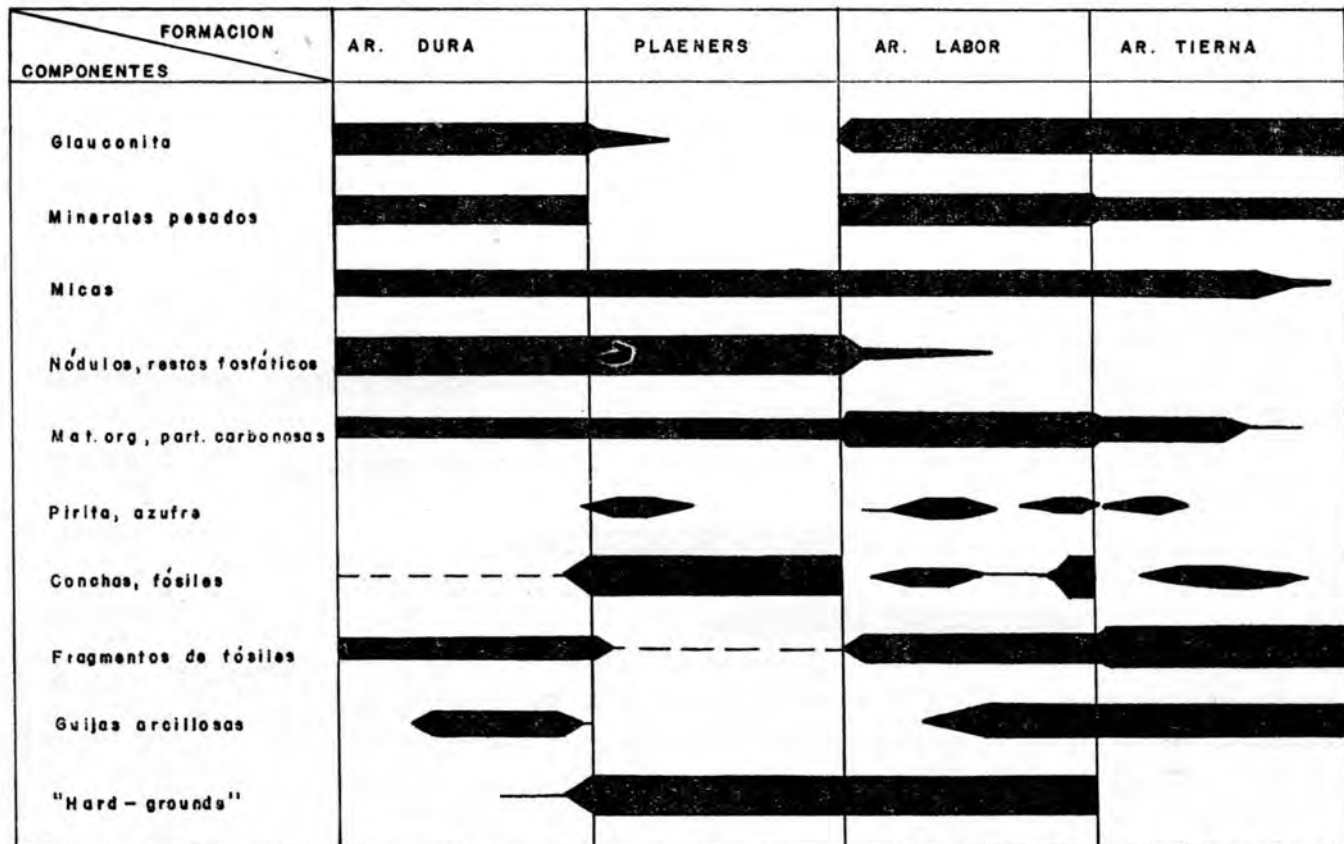 FORMACION
COMPONENTES
AR. DURA
PLAENERS
AR. LABOR
AR. TIERNA
Glauconita
Minerales pesados
Micas
Nódulos, restos fosfáticos
Mat. org, part. carbonosas
Pirita, azufre
Conchas, fósiles
Fragmentos de fósiles
Guijas arcillosas
"Hard-grounds"